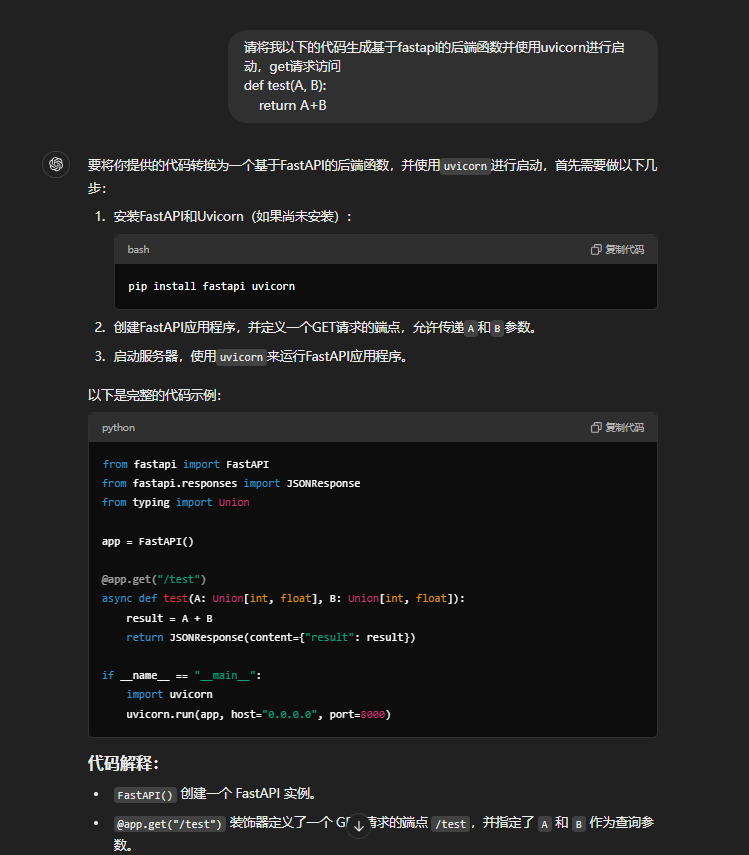 请将我以下的代码生成基于fastapi的后端函数并使用uvicorn进行启
动，get请求访问
def test(A, B):
    return A+B
要将你提供的代码转换为一个基于FastAPI的后端函数，并使用uvicorn进行启动，首先需要做以下几
步：
1. 安装FastAPI和Uvicorn（如果尚未安装）：
bash 复制代码
pip install fastapi uvicorn
2. 创建FastAPI应用程序，并定义一个GET请求的端点，允许传递A和B参数。
3. 启动服务器，使用uvicorn来运行FastAPI应用程序。
以下是完整的代码示例：
python 复制代码
from fastapi import FastAPI
from fastapi.responses import JSONResponse
from typing import Union
app = FastAPI()
@app.get("/test")
async def test(A: Union[int, float], B: Union[int, float]):
    result = A + B
    return JSONResponse(content={"result": result})
if __name__ == "__main__":
    import uvicorn
    uvicorn.run(app, host="0.0.0.0", port=8000)
代码解释：
• FastAPI() 创建一个 FastAPI 实例。
• @app.get("/test") 装饰器定义了一个 G 请求的端点 /test，并指定了 A 和 B 作为查询参
数。